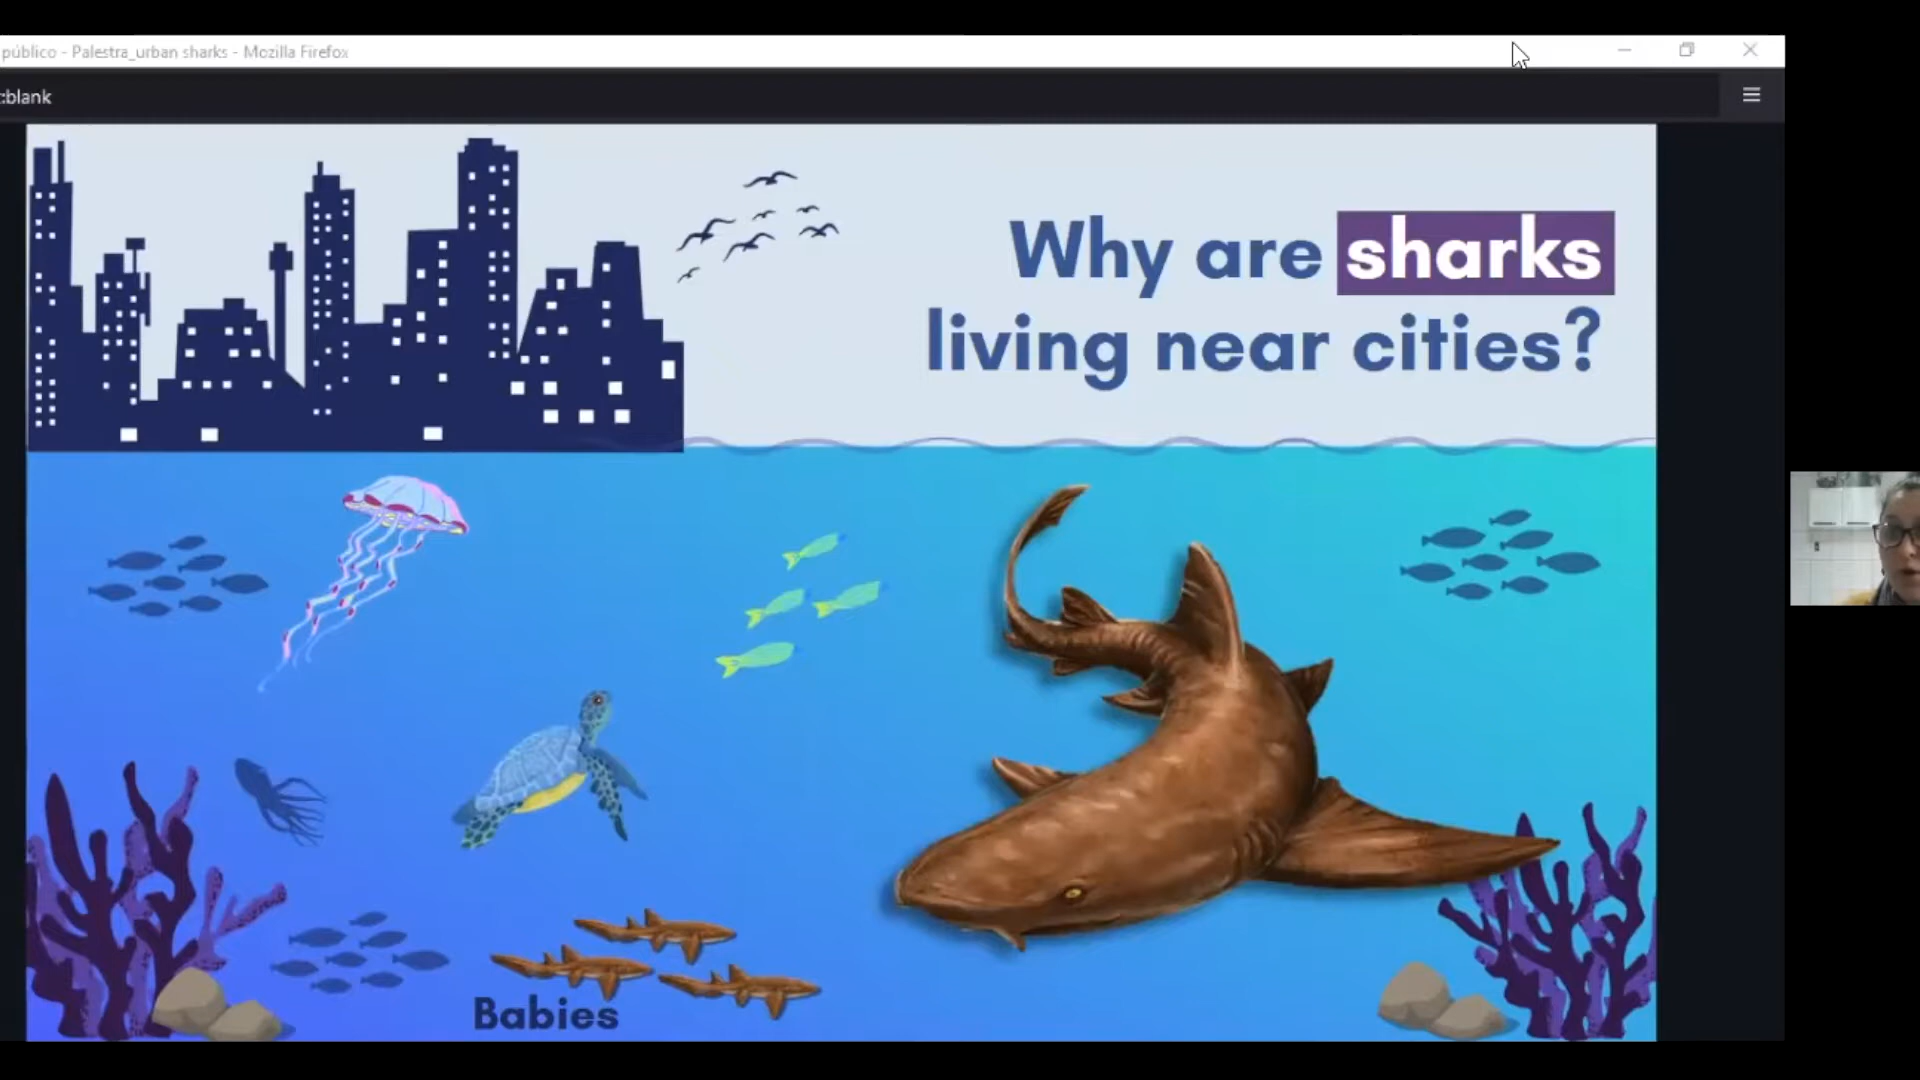 público - Palestra_urban sharks - Mozilla Firefox
:blank
Why are sharks
living near cities?
Babies